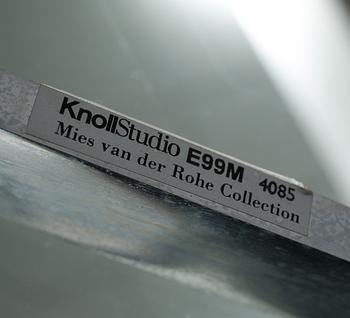 KnollStudio E99M 4085
Mies van der Rohe Collection